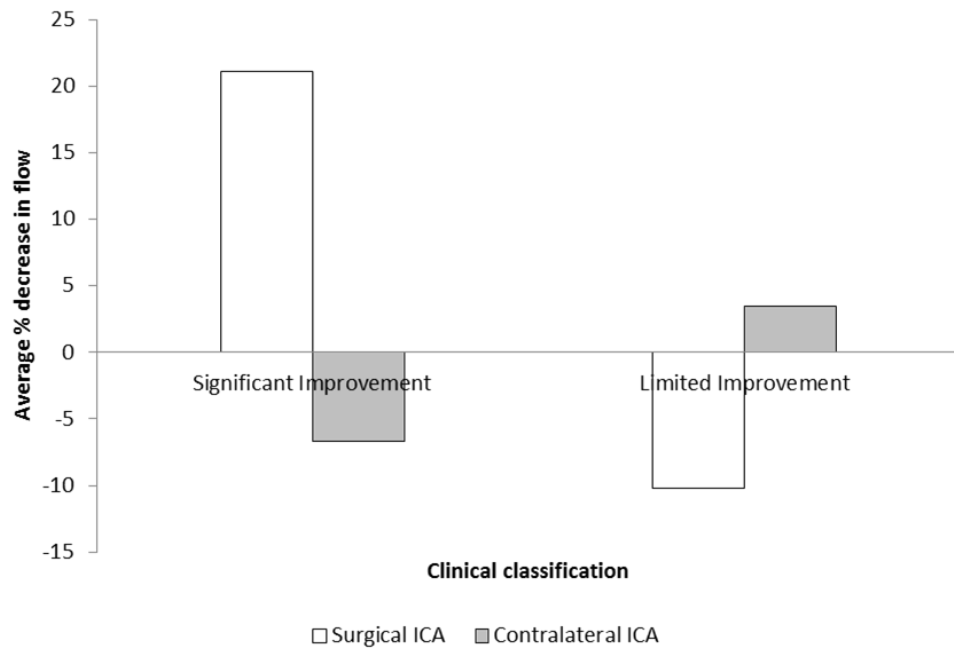 25
20
15
10
5
0
-5
-10
-15
Average % decrease in flow
Significant Improvement
Limited Improvement
Clinical classification
Surgical ICA
Contralateral ICA